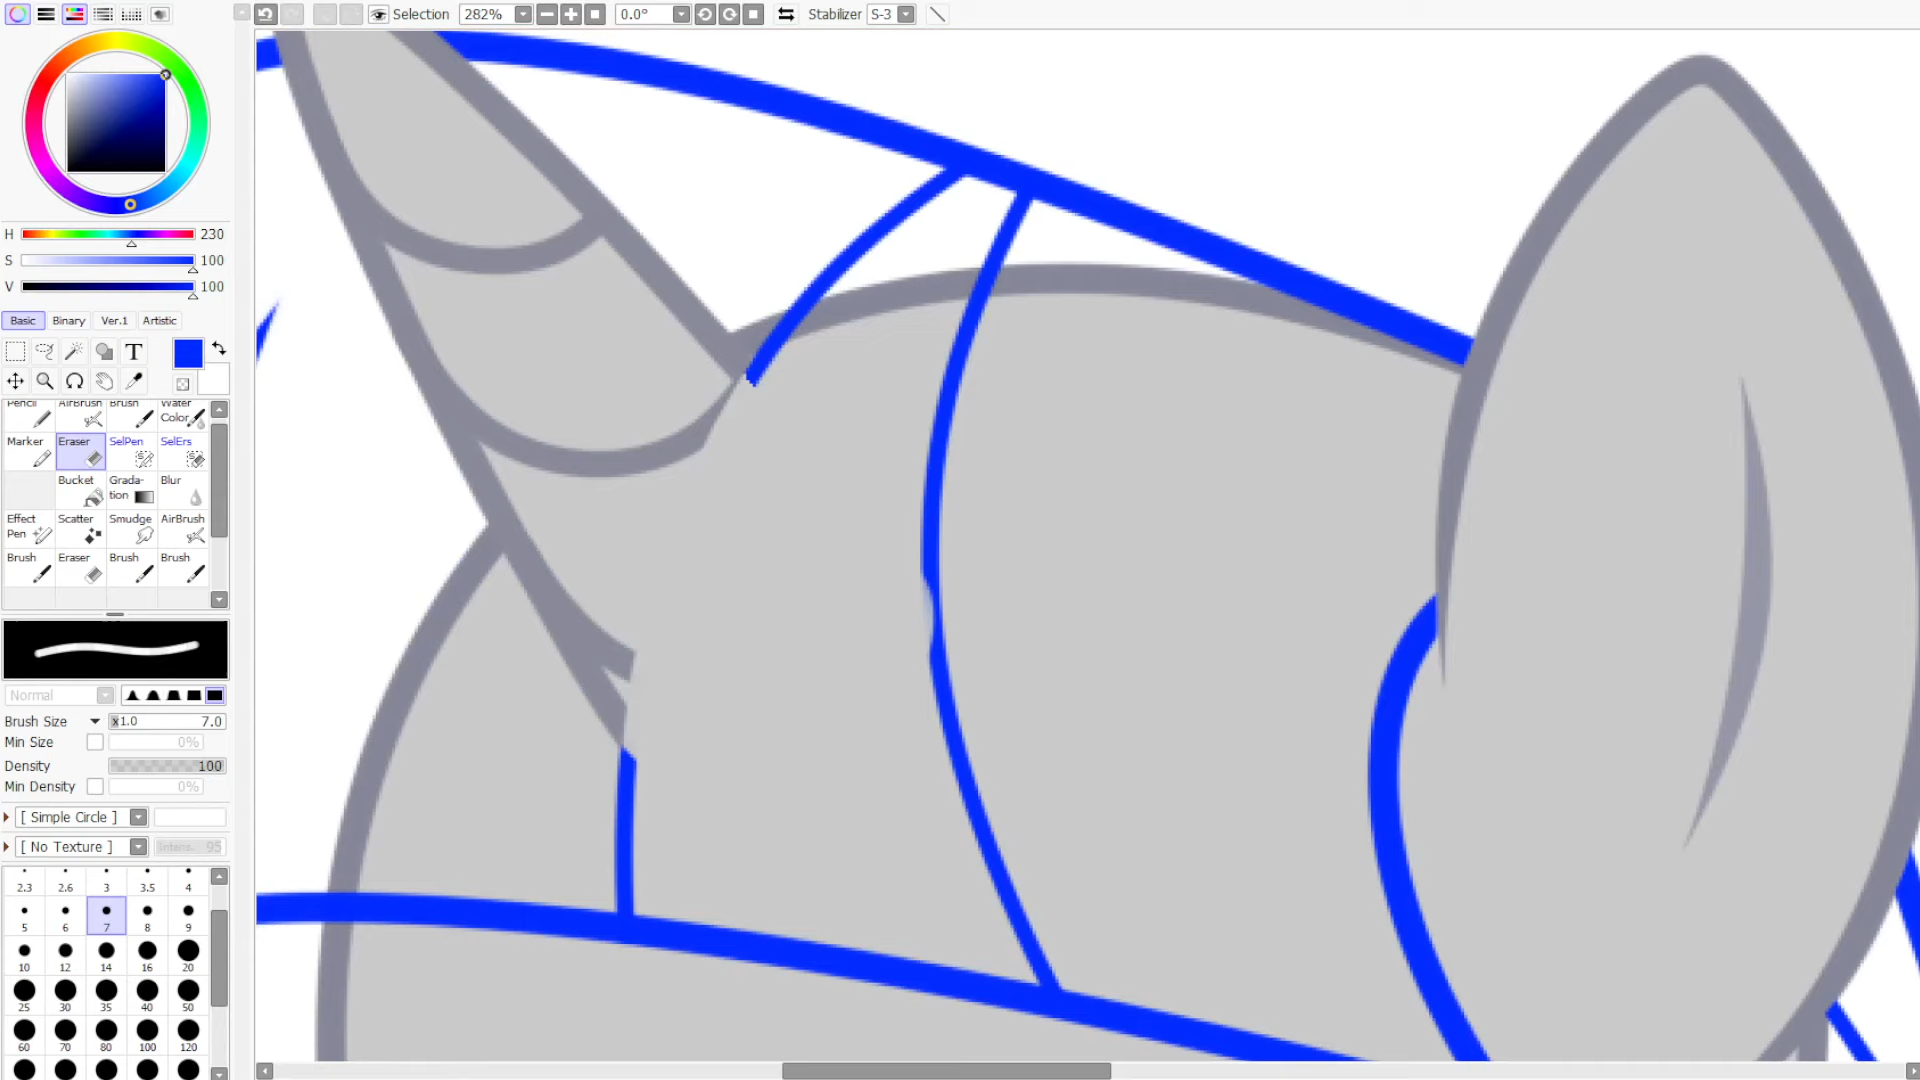 Selection 282% 0.0° Stabilizer S-3
H 230
S 100
V 100
Basic Binary Ver.1 Artistic
T
Pencil AirBrush Brush Water Color
Marker Eraser SelPen SelErs
Bucket Grada-tion Blur
Effect Pen Scatter Smudge AirBrush
Brush Eraser Brush Brush
Normal
Brush Size x1.0 7.0
Min Size 0%
Density 100
Min Density 0%
[ Simple Circle ]
[ No Texture ] Intens. 95
2.3 2.6 3 3.5 4
5 6 7 8 9
10 12 14 16 20
25 30 35 40 50
60 70 80 100 120